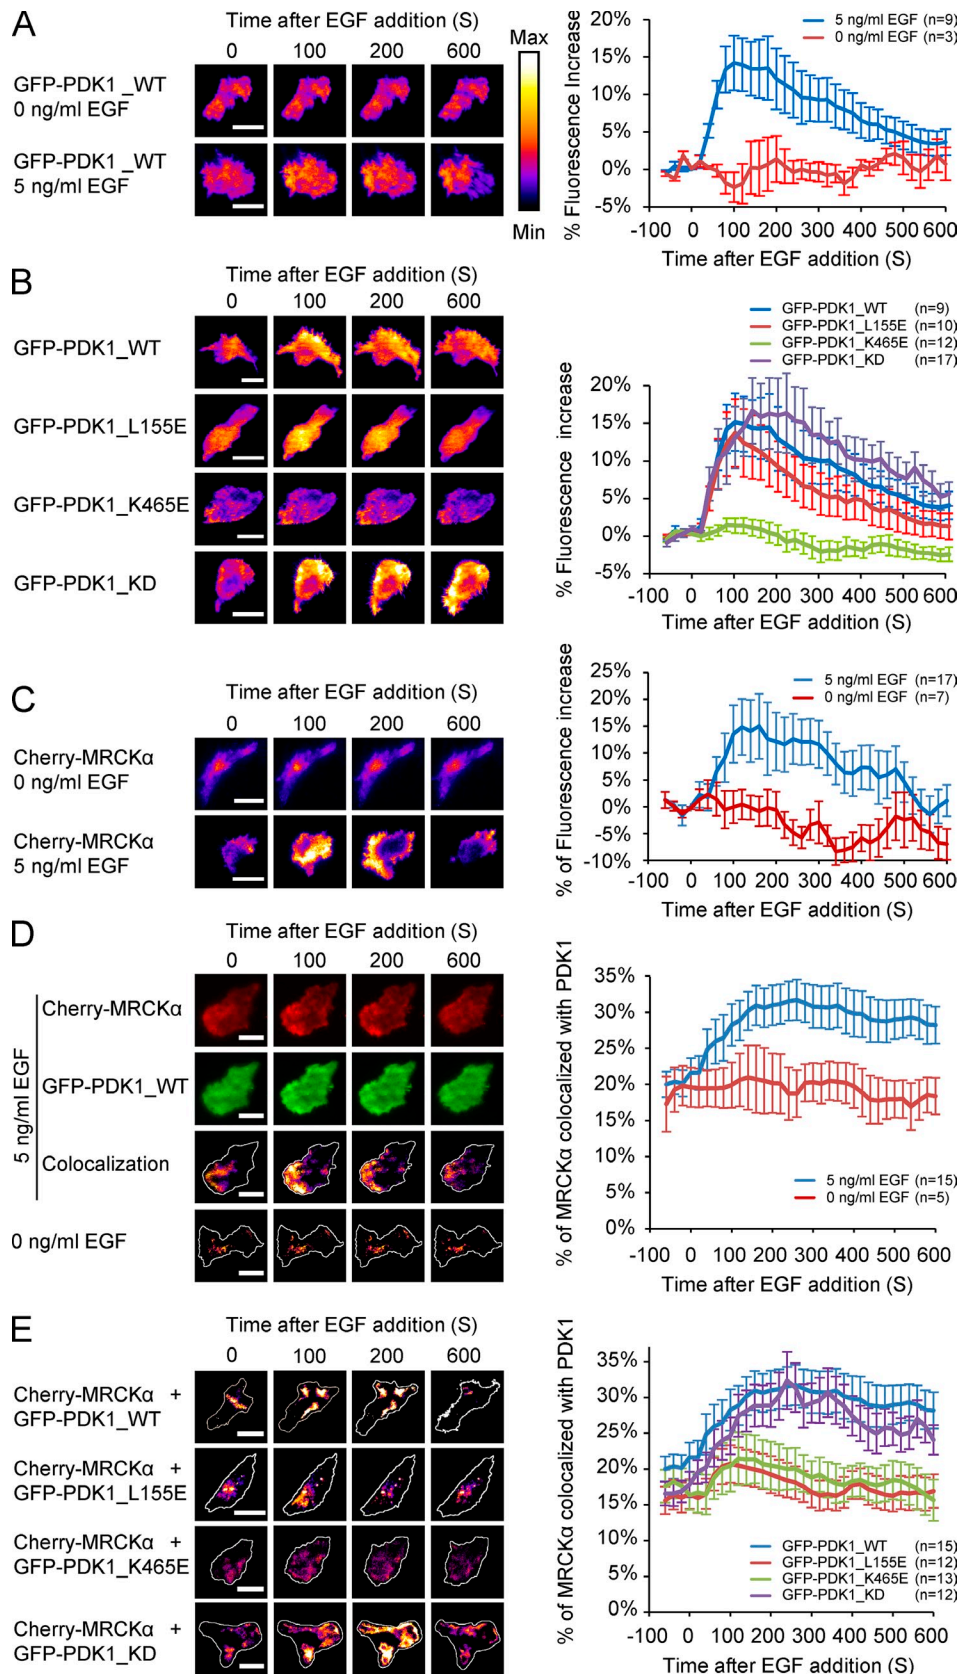 A
Time after EGF addition (S)
0 100 200 600
GFP-PDK1 _WT
0 ng/ml EGF
GFP-PDK1 _WT
5 ng/ml EGF
Max
Min
% Fluorescence Increase
20%
15%
10%
5%
0%
-5%
5 ng/ml EGF (n=9)
0 ng/ml EGF (n=3)
-100 0 100 200 300 400 500 600
Time after EGF addition (S)
B
Time after EGF addition (S)
0 100 200 600
GFP-PDK1_WT
GFP-PDK1_L155E
GFP-PDK1_K465E
GFP-PDK1_KD
GFP-PDK1_WT (n=9)
GFP-PDK1_L155E (n=10)
GFP-PDK1_K465E (n=12)
GFP-PDK1_KD (n=17)
% Fluorescence increase
20%
15%
10%
5%
0%
-5%
-100 0 100 200 300 400 500 600
Time after EGF addition (S)
C
Time after EGF addition (S)
0 100 200 600
Cherry-MRCKα
0 ng/ml EGF
Cherry-MRCKα
5 ng/ml EGF
% of Fluorescence increase
25%
20%
15%
10%
5%
0%
-5%
-10%
5 ng/ml EGF (n=17)
0 ng/ml EGF (n=7)
-100 0 100 200 300 400 500 600
Time after EGF addition (S)
D
Time after EGF addition (S)
0 100 200 600
5 ng/ml EGF
Cherry-MRCKα
GFP-PDK1_WT
Colocalization
0 ng/ml EGF
% of MRCKα colocalized with PDK1
35%
30%
25%
20%
15%
10%
5%
0%
5 ng/ml EGF (n=15)
0 ng/ml EGF (n=5)
-100 0 100 200 300 400 500 600
Time after EGF addition (S)
E
Time after EGF addition (S)
0 100 200 600
Cherry-MRCKα +
GFP-PDK1_WT
Cherry-MRCKα +
GFP-PDK1_L155E
Cherry-MRCKα +
GFP-PDK1_K465E
Cherry-MRCKα +
GFP-PDK1_KD
% of MRCKα colocalized with PDK1
35%
30%
25%
20%
15%
10%
5%
0%
GFP-PDK1_WT (n=15)
GFP-PDK1_L155E (n=12)
GFP-PDK1_K465E (n=13)
GFP-PDK1_KD (n=12)
-100 0 100 200 300 400 500 600
Time after EGF addition (S)